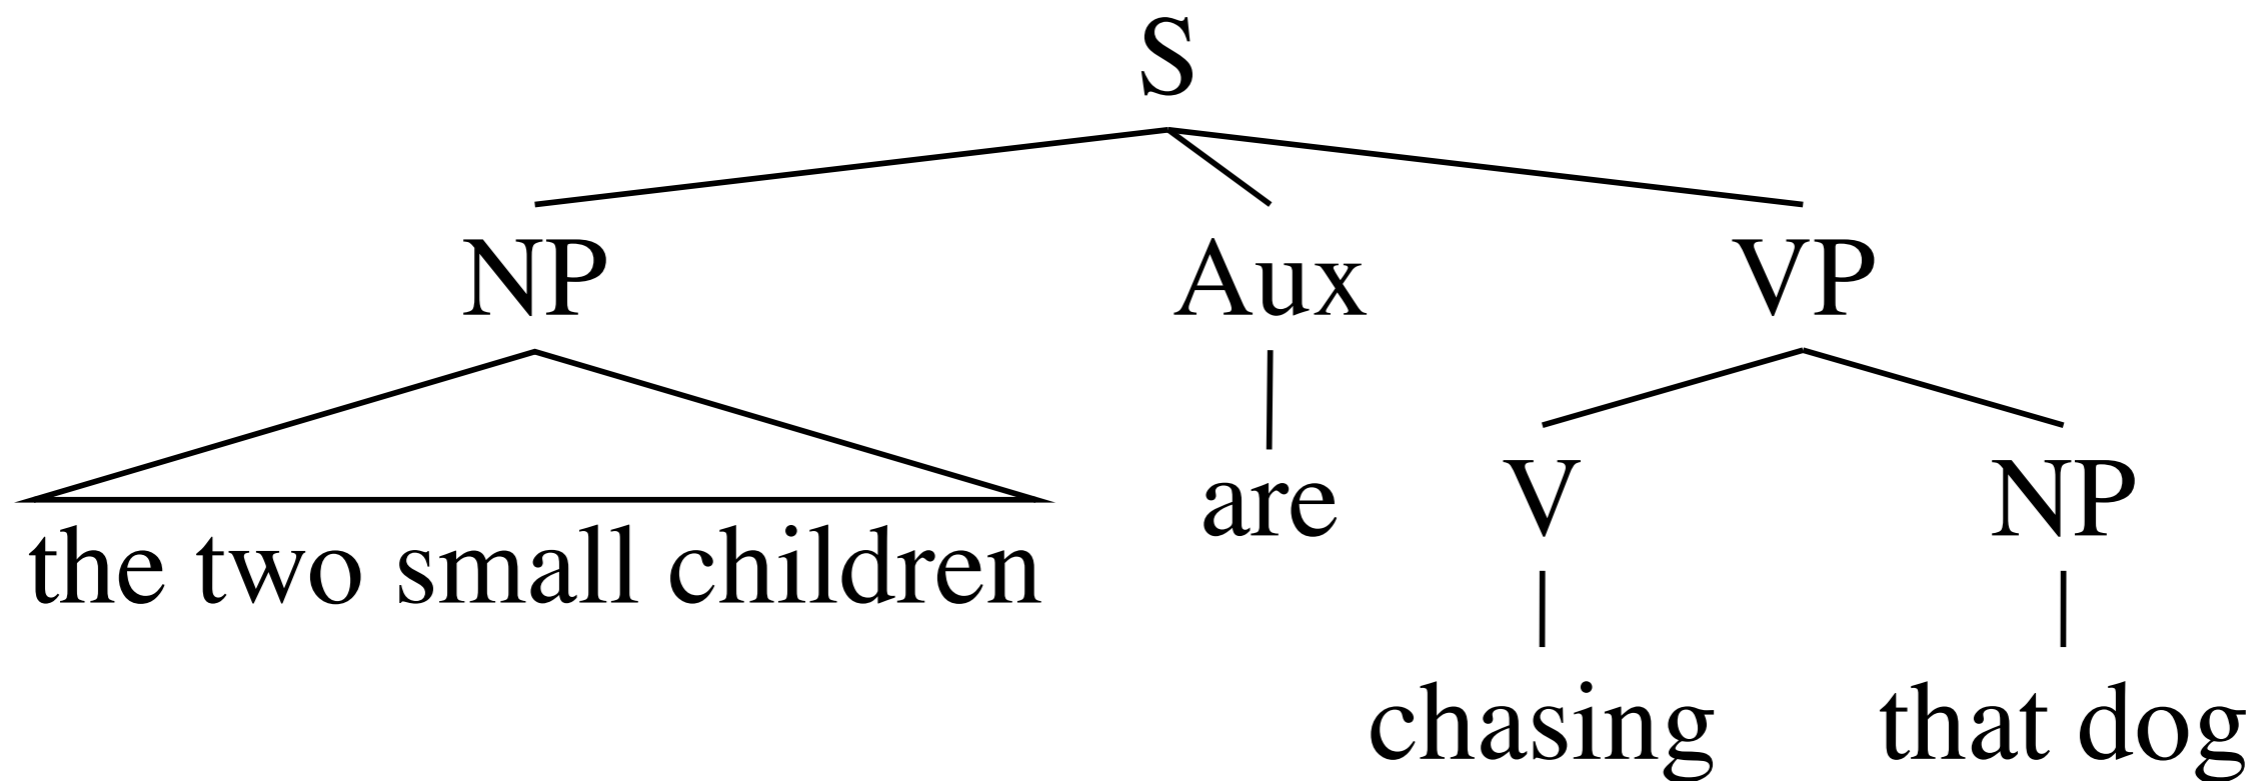 S
NP Aux VP
are V NP
the two small children
chasing that dog